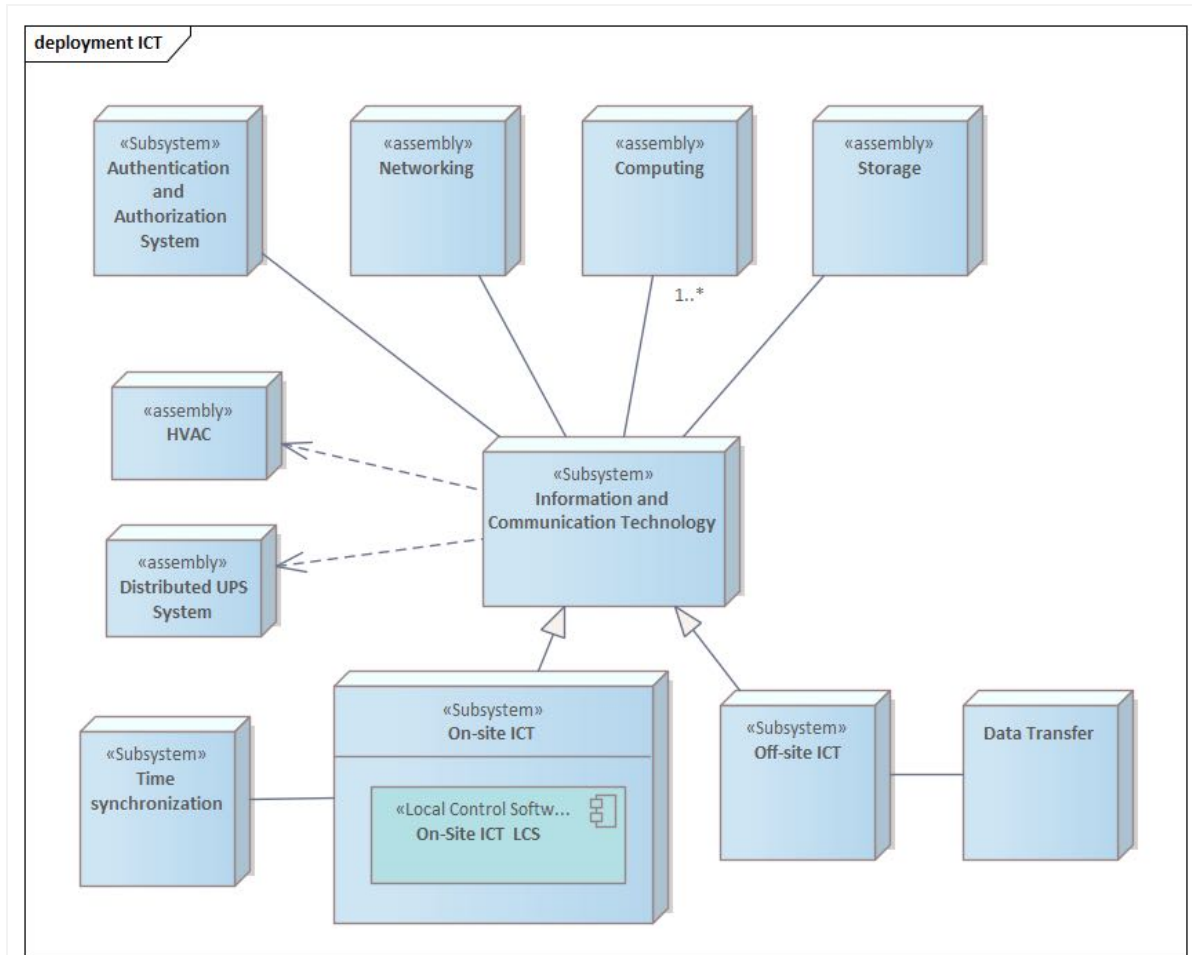 deployment ICT
«Subsystem»
Authentication
and
Authorization
System
«assembly»
Networking
«assembly»
Computing
«assembly»
Storage
1..*
«assembly»
HVAC
«Subsystem»
Information and
Communication Technology
«assembly»
Distributed UPS
System
«Subsystem»
Time
synchronization
«Subsystem»
On-site ICT
«Local Control Softw...
On-Site ICT LCS
«Subsystem»
Off-site ICT
Data Transfer